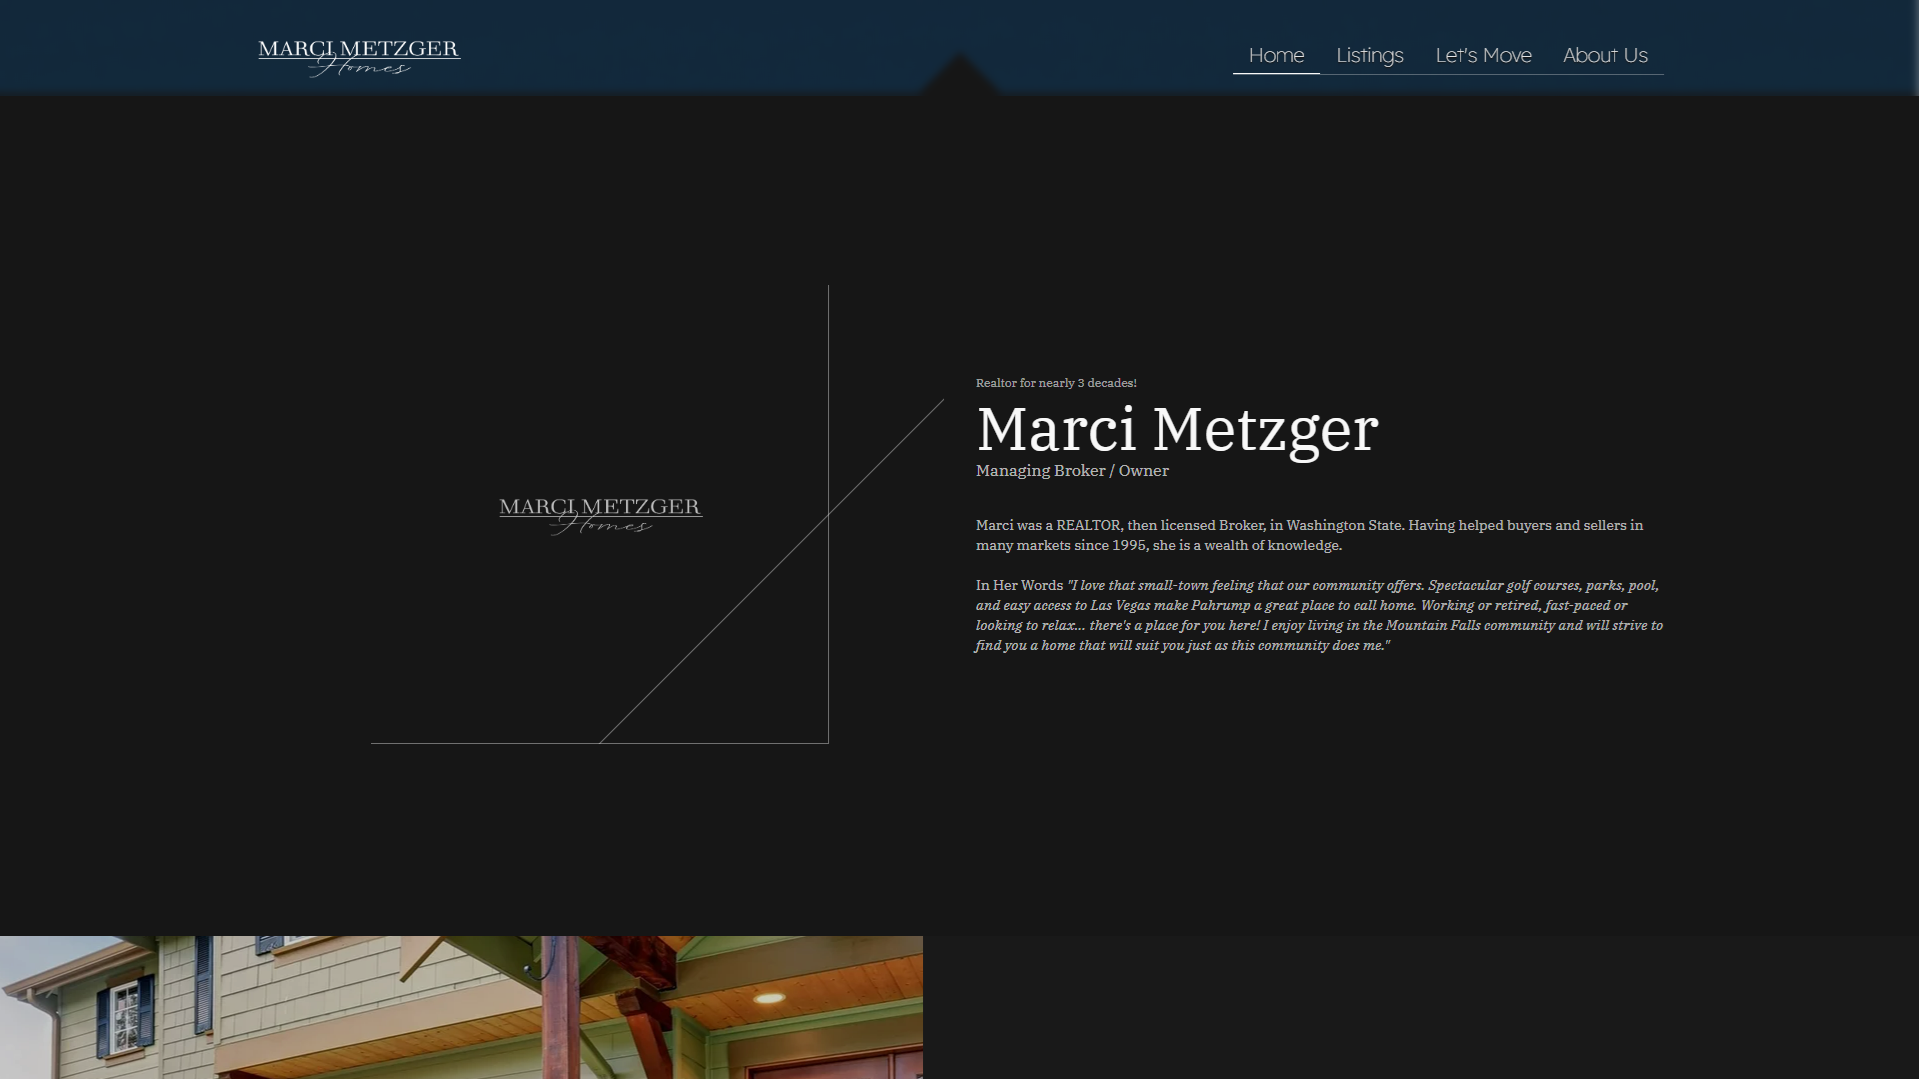 MARCI METZGER
Homes
Home Listings Let's Move About Us
Realtor for nearly 3 decades!
Marci Metzger
Managing Broker / Owner
MARCI METZGER
Homes
Marci was a REALTOR, then licensed Broker, in Washington State. Having helped buyers and sellers in
many markets since 1995, she is a wealth of knowledge.
In Her Words "I love that small-town feeling that our community offers. Spectacular golf courses, parks, pool,
and easy access to Las Vegas make Pahrump a great place to call home. Working or retired, fast-paced or
looking to relax... there's a place for you here! I enjoy living in the Mountain Falls community and will strive to
find you a home that will suit you just as this community does me."